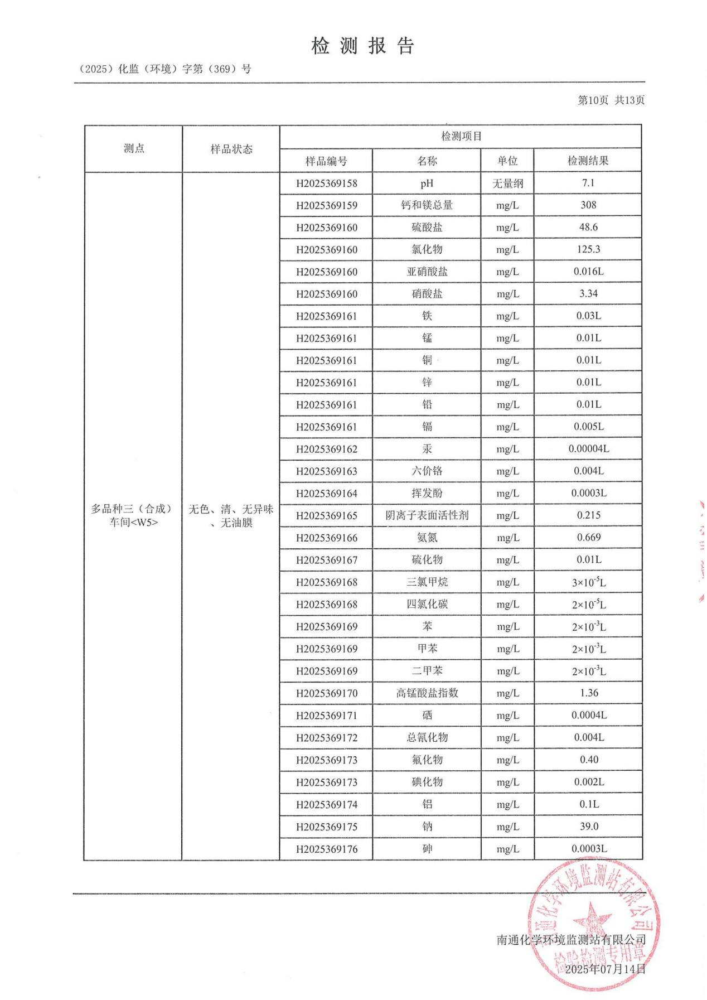 检测报告
（2025）化监（环境）字第（369）号
第10页 共13页
测点 样品状态 检测项目
样品编号 名称 单位 检测结果
多品种三（合成）
车间<W5>
无色、清、无异味
、无油膜
H2025369158 pH 无量纲 7.1
H2025369159 钙和镁总量 mg/L 308
H2025369160 硫酸盐 mg/L 48.6
H2025369160 氯化物 mg/L 125.3
H2025369160 亚硝酸盐 mg/L 0.016L
H2025369160 硝酸盐 mg/L 3.34
H2025369161 铁 mg/L 0.03L
H2025369161 锰 mg/L 0.01L
H2025369161 铜 mg/L 0.01L
H2025369161 锌 mg/L 0.01L
H2025369161 铅 mg/L 0.01L
H2025369161 镉 mg/L 0.005L
H2025369162 汞 mg/L 0.00004L
H2025369163 六价铬 mg/L 0.004L
H2025369164 挥发酚 mg/L 0.0003L
H2025369165 阴离子表面活性剂 mg/L 0.215
H2025369166 氨氮 mg/L 0.669
H2025369167 硫化物 mg/L 0.01L
H2025369168 三氯甲烷 mg/L 3×10⁻⁵L
H2025369168 四氯化碳 mg/L 2×10⁻⁵L
H2025369169 苯 mg/L 2×10⁻³L
H2025369169 甲苯 mg/L 2×10⁻³L
H2025369169 二甲苯 mg/L 2×10⁻³L
H2025369170 高锰酸盐指数 mg/L 1.36
H2025369171 硒 mg/L 0.0004L
H2025369172 总氰化物 mg/L 0.004L
H2025369173 氟化物 mg/L 0.40
H2025369173 碘化物 mg/L 0.002L
H2025369174 铝 mg/L 0.1L
H2025369175 钠 mg/L 39.0
H2025369176 砷 mg/L 0.0003L
南通化学环境监测站有限公司
南通化学环境监测站有限公司
检验检测专用章
2025年07月14日